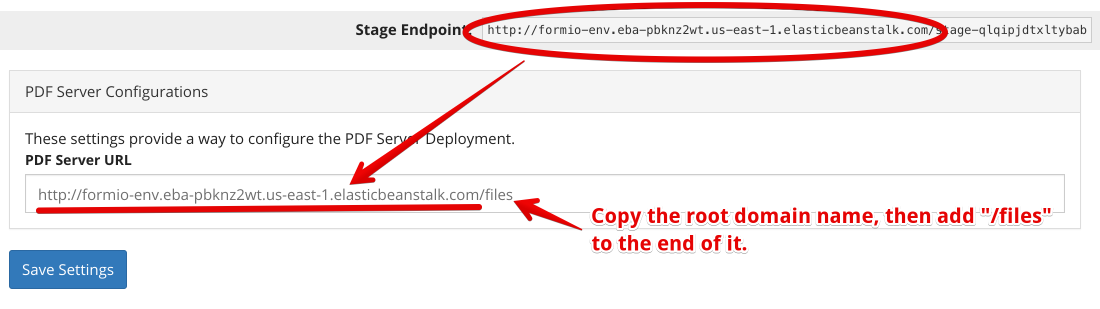 Stage Endpoint: http://formio-env.eba-pbknz2wt.us-east-1.elasticbeanstalk.com/stage-qlqipjdtxltybab
PDF Server Configurations
These settings provide a way to configure the PDF Server Deployment.
PDF Server URL
http://formio-env.eba-pbknz2wt.us-east-1.elasticbeanstalk.com/files
Copy the root domain name, then add "/files"
to the end of it.
Save Settings